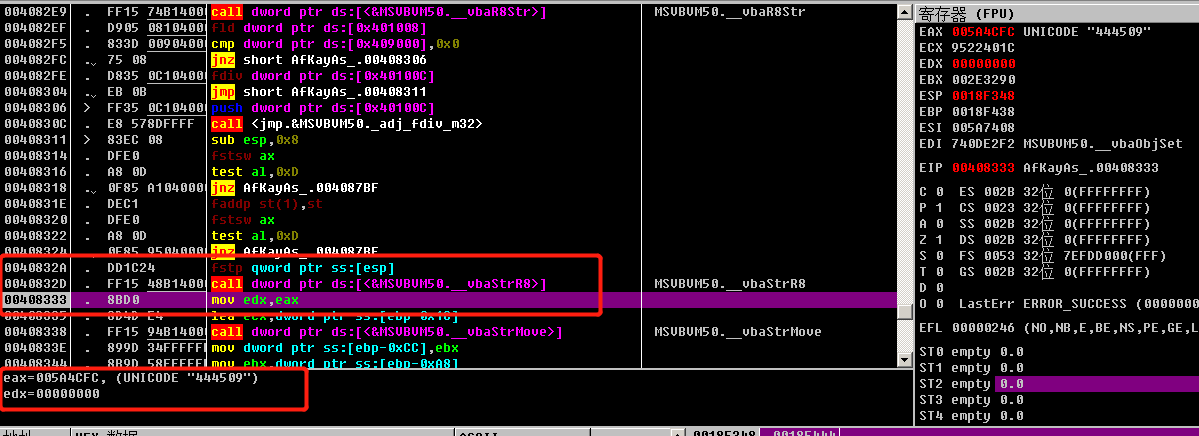 004082E9 . FF15 74B14000 call dword ptr ds:[<&MSVBVM50.__vbaR8Str>] MSVBVM50.__vbaR8Str
004082EF . D905 08104000 fld dword ptr ds:[0x401008]
004082F5 . 833D 00904000 cmp dword ptr ds:[0x409000],0x0
004082FC .ˬ 75 08 jnz short AfKayAs_.00408306
004082FE . D835 0C104000 fdiv dword ptr ds:[0x40100C]
00408304 .ˬ EB 0B jmp short AfKayAs_.00408311
00408306 > FF35 0C104000 push dword ptr ds:[0x40100C]
0040830C . E8 578DFFFF call <jmp.&MSVBVM50._adj_fdiv_m32>
00408311 > 83EC 08 sub esp,0x8
00408314 . DFE0 fstsw ax
00408316 . A8 0D test al,0xD
00408318 .ˬ 0F85 A1040000 jnz AfKayAs_.004087BF
0040831E . DEC1 faddp st(1),st
00408320 . DFE0 fstsw ax
00408322 . A8 0D test al,0xD
00408324 .ˬ 0F85 95040000 jnz AfKayAs_.004087BF
0040832A . DD1C24 fstp qword ptr ss:[esp]
0040832D . FF15 48B14000 call dword ptr ds:[<&MSVBVM50.__vbaStrR8>] MSVBVM50.__vbaStrR8
00408333 . 8BD0 mov edx,eax
00408335 . 8D4D E4 lea ecx,dword ptr ss:[ebp-0x1C]
00408338 . FF15 94B14000 call dword ptr ds:[<&MSVBVM50.__vbaStrMove>] MSVBVM50.__vbaStrMove
0040833E . 899D 34FFFFFF mov dword ptr ss:[ebp-0xCC],ebx
00408344 . 8B9D 58FFFFFF mov ebx,dword ptr ss:[ebp-0xA8]
eax=005A4CFC, (UNICODE "444509")
edx=00000000
地址 HEX 数据 ASCII
0018F348 0018F444
寄存器 (FPU)
EAX 005A4CFC UNICODE "444509"
ECX 9522401C
EDX 00000000
EBX 002E3290
ESP 0018F348
EBP 0018F438
ESI 005A7408
EDI 740DE2F2 MSVBVM50.__vbaObjSet
EIP 00408333 AfKayAs_.00408333
C 0 ES 002B 32位 0(FFFFFFFF)
P 1 CS 0023 32位 0(FFFFFFFF)
A 0 SS 002B 32位 0(FFFFFFFF)
Z 1 DS 002B 32位 0(FFFFFFFF)
S 0 FS 0053 32位 7EFDD000(FFF)
T 0 GS 002B 32位 0(FFFFFFFF)
D 0
O 0 LastErr ERROR_SUCCESS (0000000
EFL 00000246 (NO,NB,E,BE,NS,PE,GE,L
ST0 empty 0.0
ST1 empty 0.0
ST2 empty 0.0
ST3 empty 0.0
ST4 empty 0.0